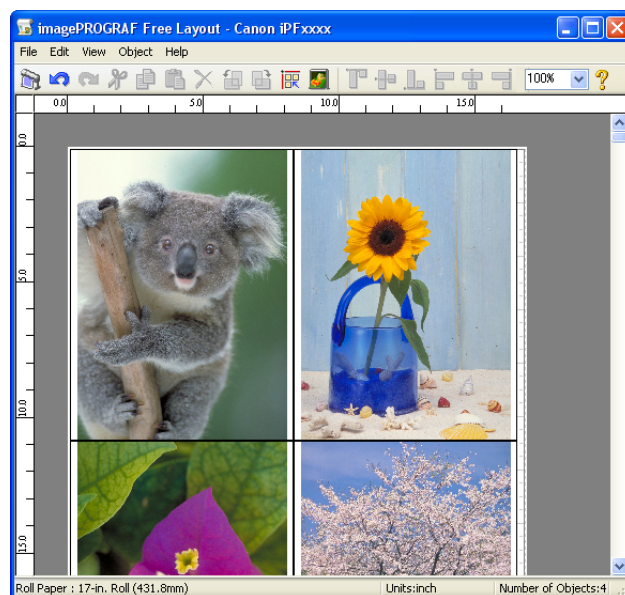 imagePROGRAF Free Layout - Canon iPFxxxx
File Edit View Object Help
100%
0.0 5.0 10.0 15.0
0.0
5.0
10.0
15.0
Roll Paper : 17-in. Roll (431.8mm) Units:inch Number of Objects:4